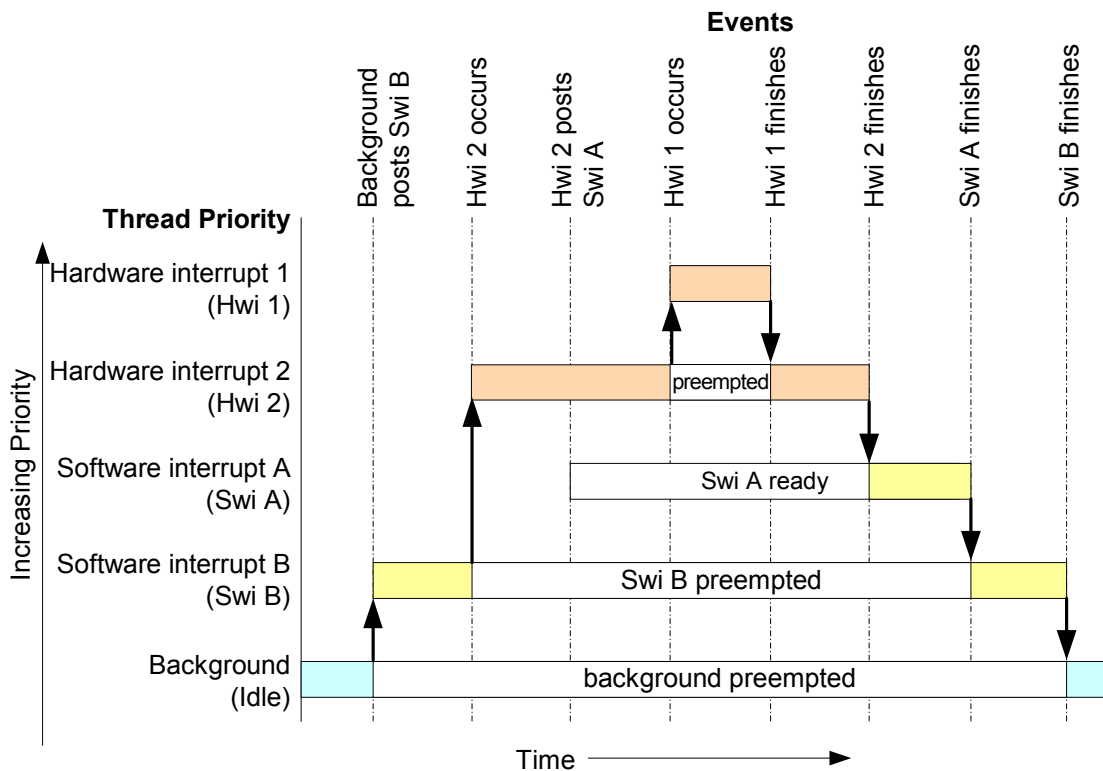 Events
Background
posts Swi B
Hwi 2 occurs
Hwi 2 posts
Swi A
Hwi 1 occurs
Hwi 1 finishes
Hwi 2 finishes
Swi A finishes
Swi B finishes
Thread Priority
Increasing Priority
Hardware interrupt 1
(Hwi 1)
Hardware interrupt 2
(Hwi 2)
preempted
Software interrupt A
(Swi A)
Swi A ready
Software interrupt B
(Swi B)
Swi B preempted
Background
(Idle)
background preempted
Time